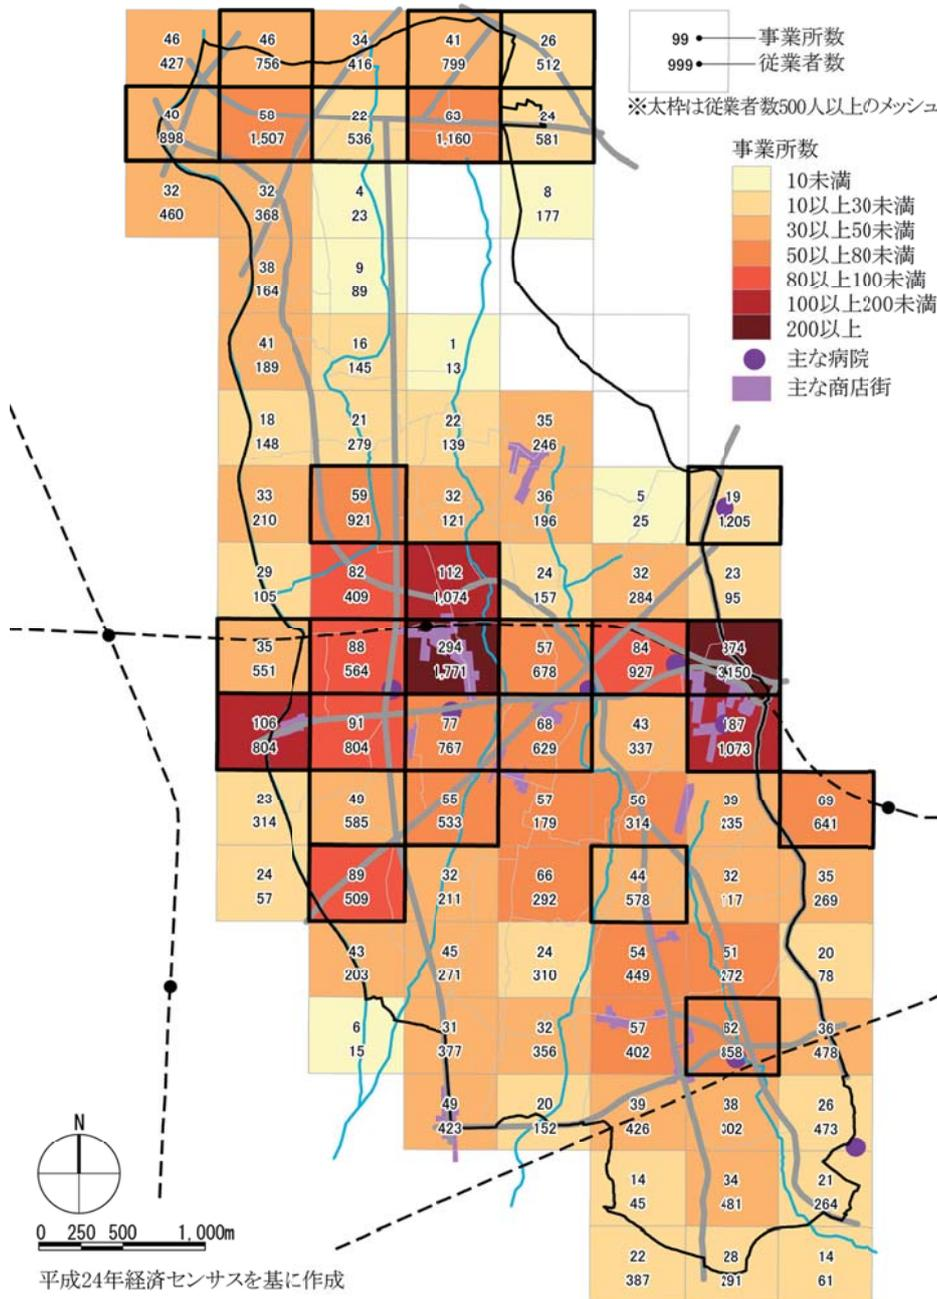 46 46 34 41 26
427 756 416 799 512
40 58 22 63 24
898 1,507 536 1,160 581
32 32 4 8
460 368 23 177
38 9
164 89
41 16 1
189 145 13
18 21 22 35
148 279 139 246
33 59 32 36 5 19
210 921 121 196 25 1,205
29 82 112 24 32 23
105 409 1,074 157 284 95
35 88 294 57 84 374
551 564 1,771 678 927 3,150
106 91 77 68 43 187
804 804 767 629 337 1,073
23 49 55 57 56 39 69
314 585 533 179 314 235 641
24 89 32 66 44 32 35
57 509 211 292 578 117 269
43 45 24 54 51 20
203 271 310 449 272 78
6 31 32 57 62 36
15 377 356 402 858 478
49 20 39 38 26
423 152 426 302 473
14 34 21
45 481 264
22 28 14
387 291 61
99 事業所数
999 従業者数
※太枠は従業者数500人以上のメッシュ
事業所数
10未満
10以上30未満
30以上50未満
50以上80未満
80以上100未満
100以上200未満
200以上
主な病院
主な商店街
N
0 250 500 1,000m
平成24年経済センサスを基に作成